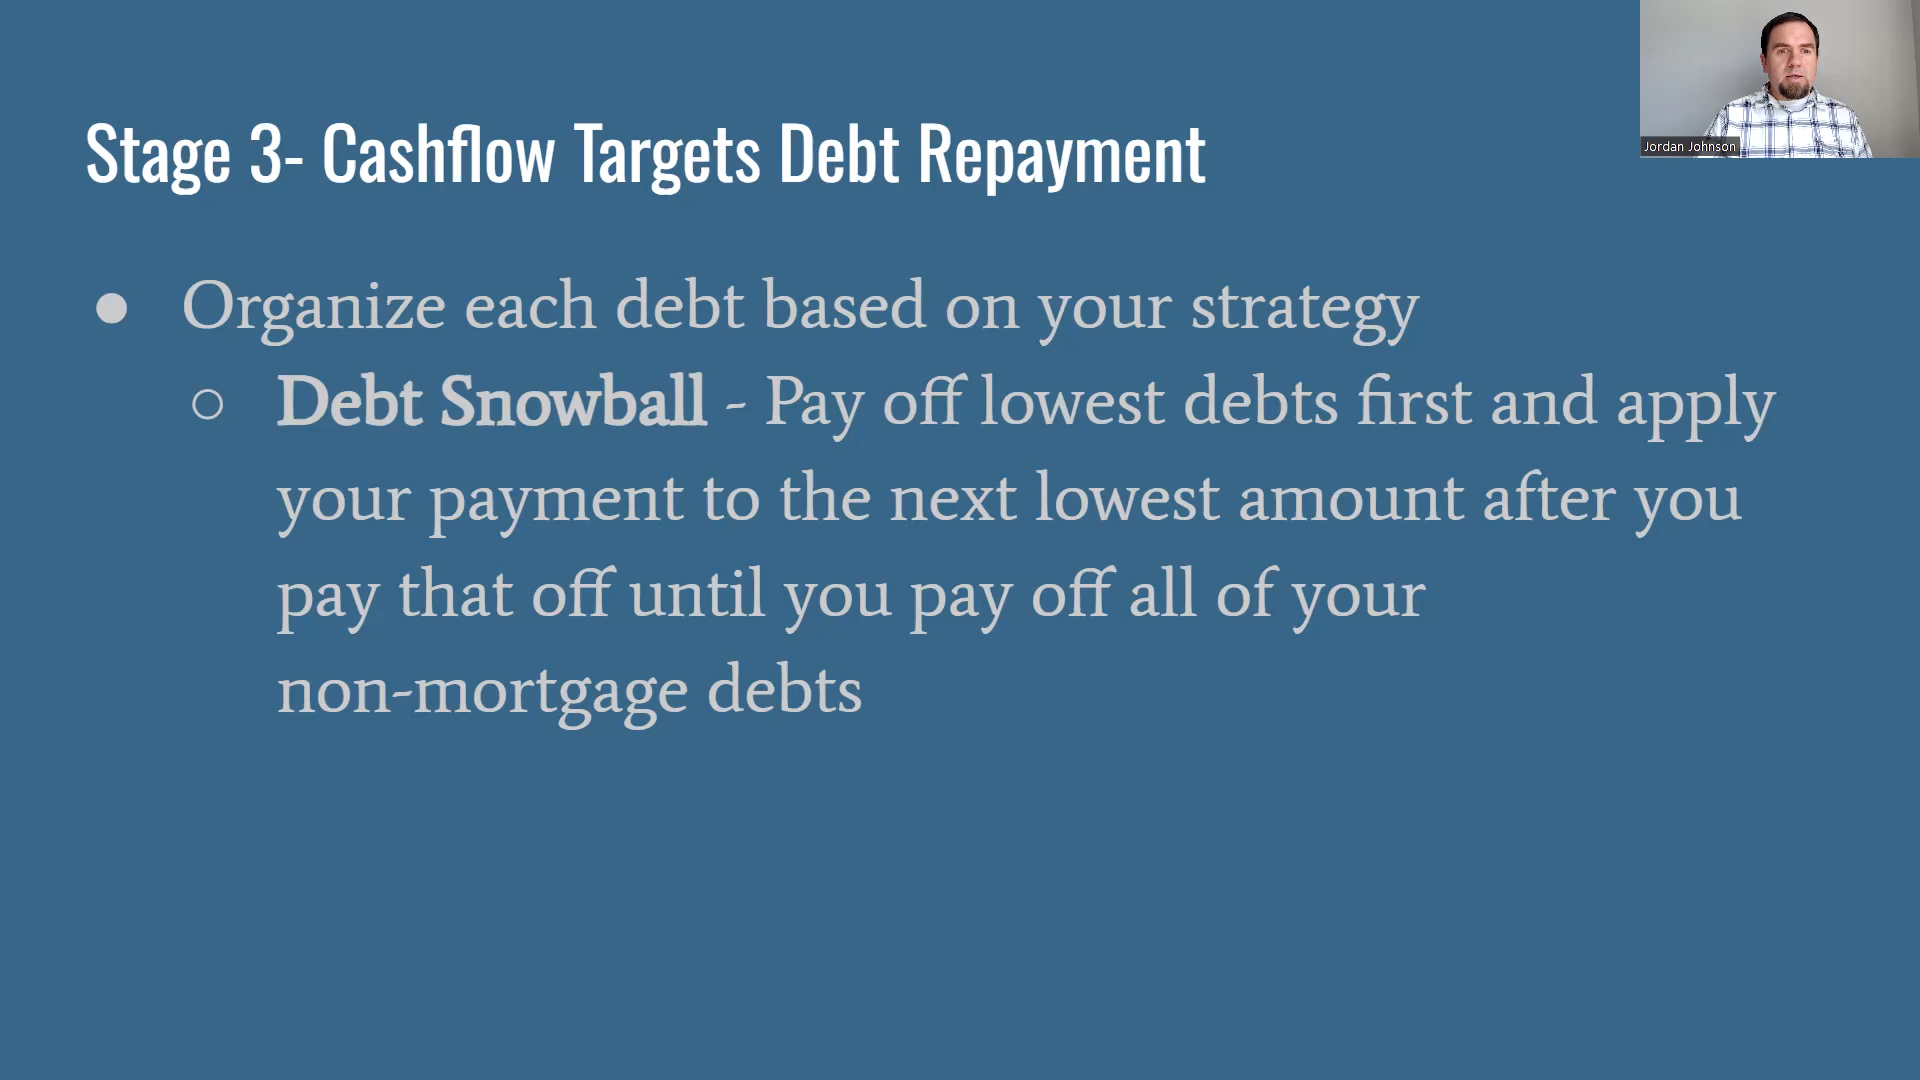 Jordan Johnson
Stage 3- Cashflow Targets Debt Repayment
● Organize each debt based on your strategy
○ Debt Snowball - Pay off lowest debts first and apply
your payment to the next lowest amount after you
pay that off until you pay off all of your
non-mortgage debts